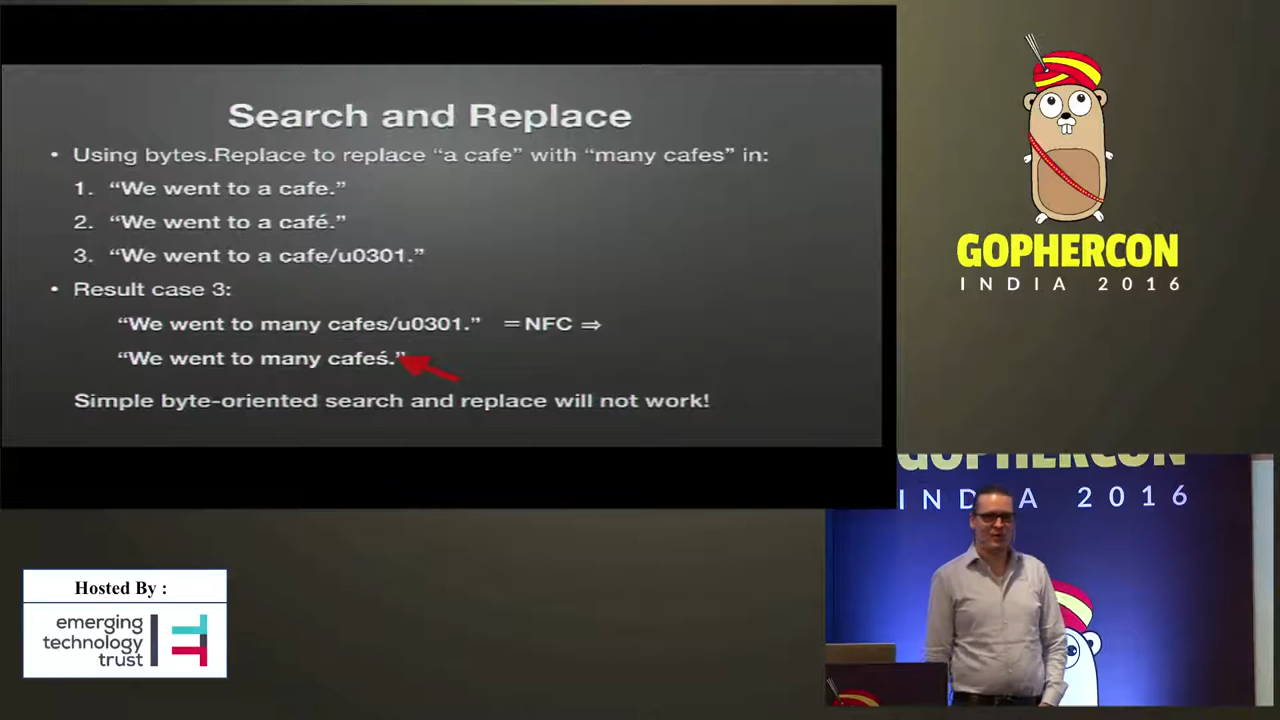 Search and Replace
• Using bytes.Replace to replace “a cafe” with “many cafes” in:
1. “We went to a cafe.”
2. “We went to a café.”
3. “We went to a cafe/u0301.”
• Result case 3:
“We went to many cafes/u0301.” = NFC ⇒
“We went to many cafeś.”
Simple byte-oriented search and replace will not work!
GOPHERCON
INDIA 2016
GOPHERCON
INDIA 2016
Hosted By :
emerging
technology
trust